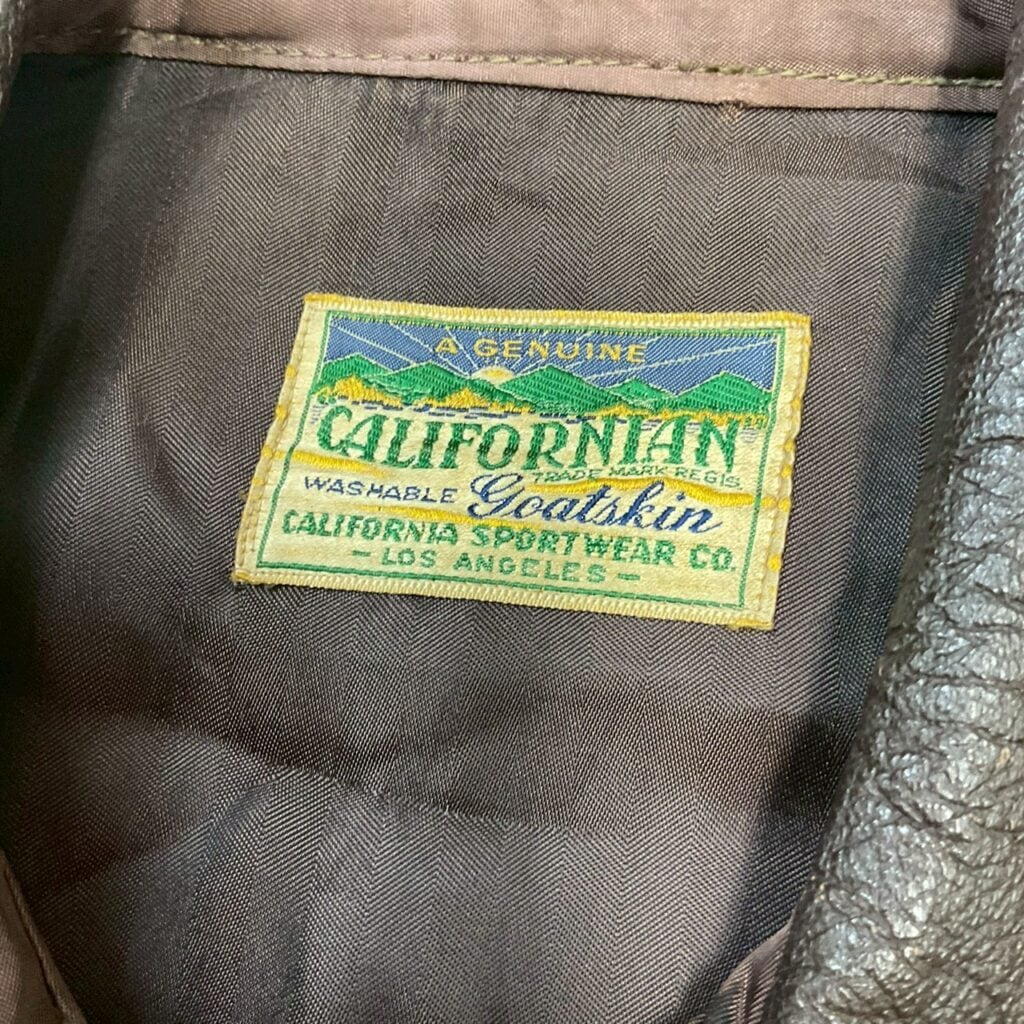 A GENUINE
CALIFORNIAN
TRADE MARK REGIS
WASHABLE Goatskin
CALIFORNIA SPORTWEAR CO.
- LOS ANGELES -